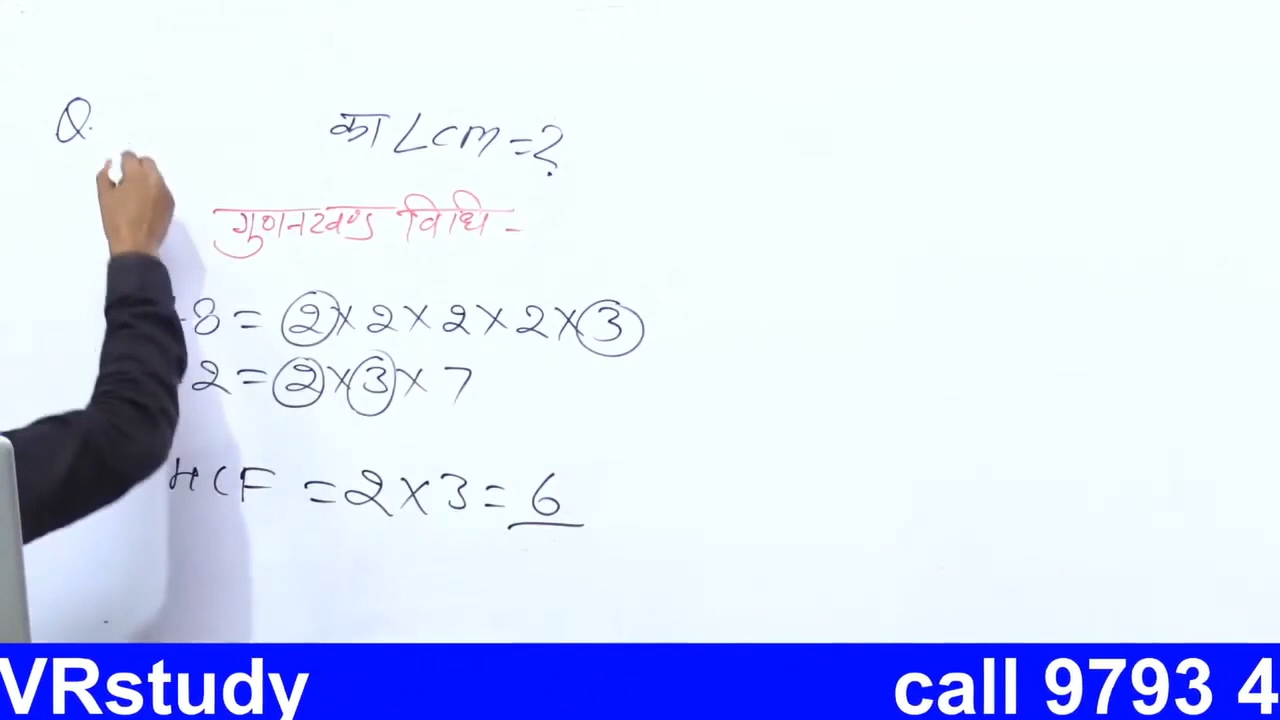 Q.
का LCM = ?
गुणनखण्ड विधि -
8 = 2 × 2 × 2 × 2 × 3
2 = 2 × 3 × 7
HCF = 2 × 3 = 6
VRstudy
call 9793 4